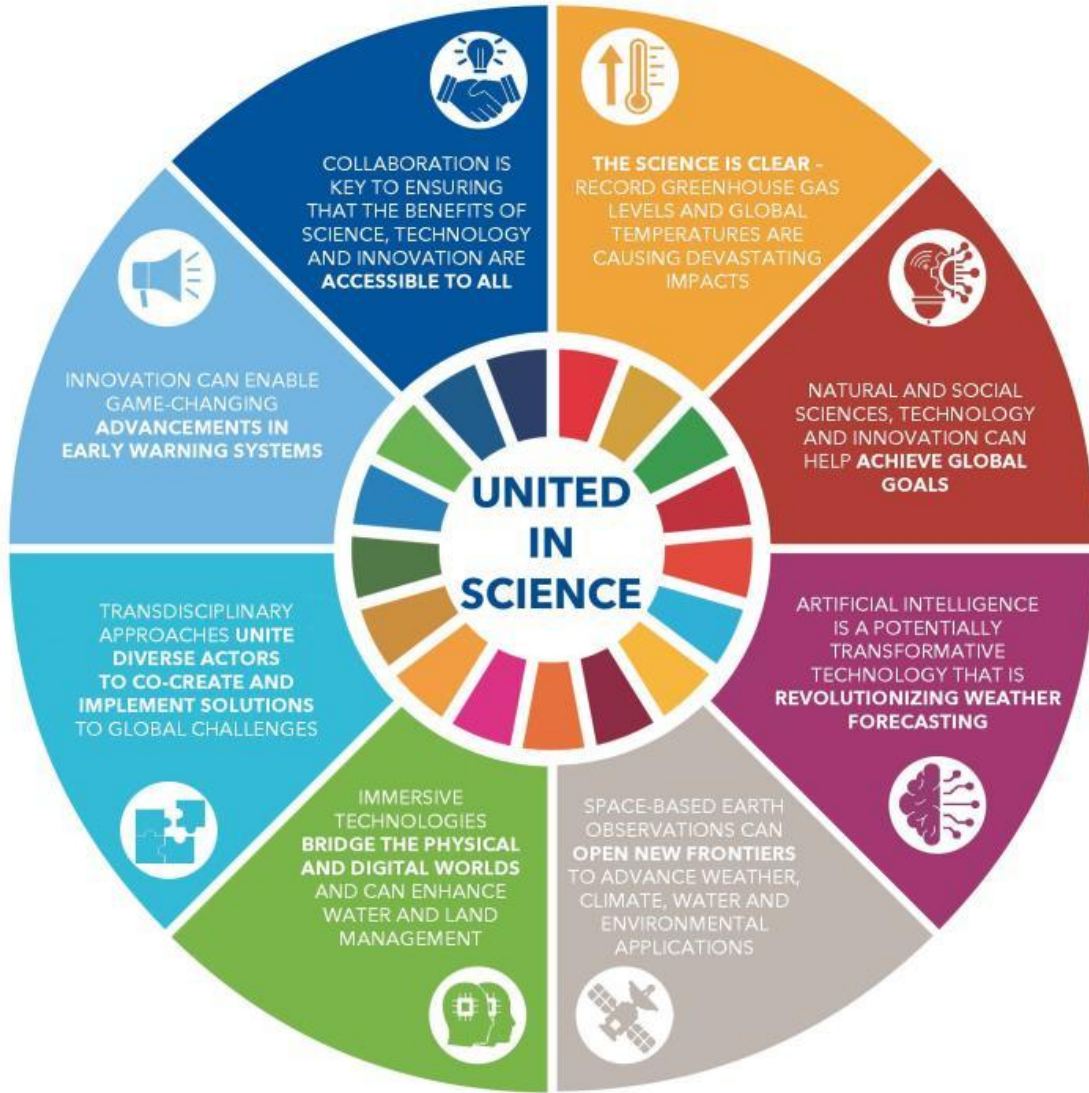 COLLABORATION IS
KEY TO ENSURING
THAT THE BENEFITS OF
SCIENCE, TECHNOLOGY
AND INNOVATION ARE
ACCESSIBLE TO ALL
THE SCIENCE IS CLEAR –
RECORD GREENHOUSE GAS
LEVELS AND GLOBAL
TEMPERATURES ARE
CAUSING DEVASTATING
IMPACTS
NATURAL AND SOCIAL
SCIENCES, TECHNOLOGY
AND INNOVATION CAN
HELP ACHIEVE GLOBAL
GOALS
ARTIFICIAL INTELLIGENCE
IS A POTENTIALLY
TRANSFORMATIVE
TECHNOLOGY THAT IS
REVOLUTIONIZING WEATHER
FORECASTING
SPACE-BASED EARTH
OBSERVATIONS CAN
OPEN NEW FRONTIERS
TO ADVANCE WEATHER,
CLIMATE, WATER AND
ENVIRONMENTAL
APPLICATIONS
IMMERSIVE
TECHNOLOGIES
BRIDGE THE PHYSICAL
AND DIGITAL WORLDS
AND CAN ENHANCE
WATER AND LAND
MANAGEMENT
TRANSDISCIPLINARY
APPROACHES UNITE
DIVERSE ACTORS
TO CO-CREATE AND
IMPLEMENT SOLUTIONS
TO GLOBAL CHALLENGES
INNOVATION CAN ENABLE
GAME-CHANGING
ADVANCEMENTS IN
EARLY WARNING SYSTEMS
UNITED
IN
SCIENCE